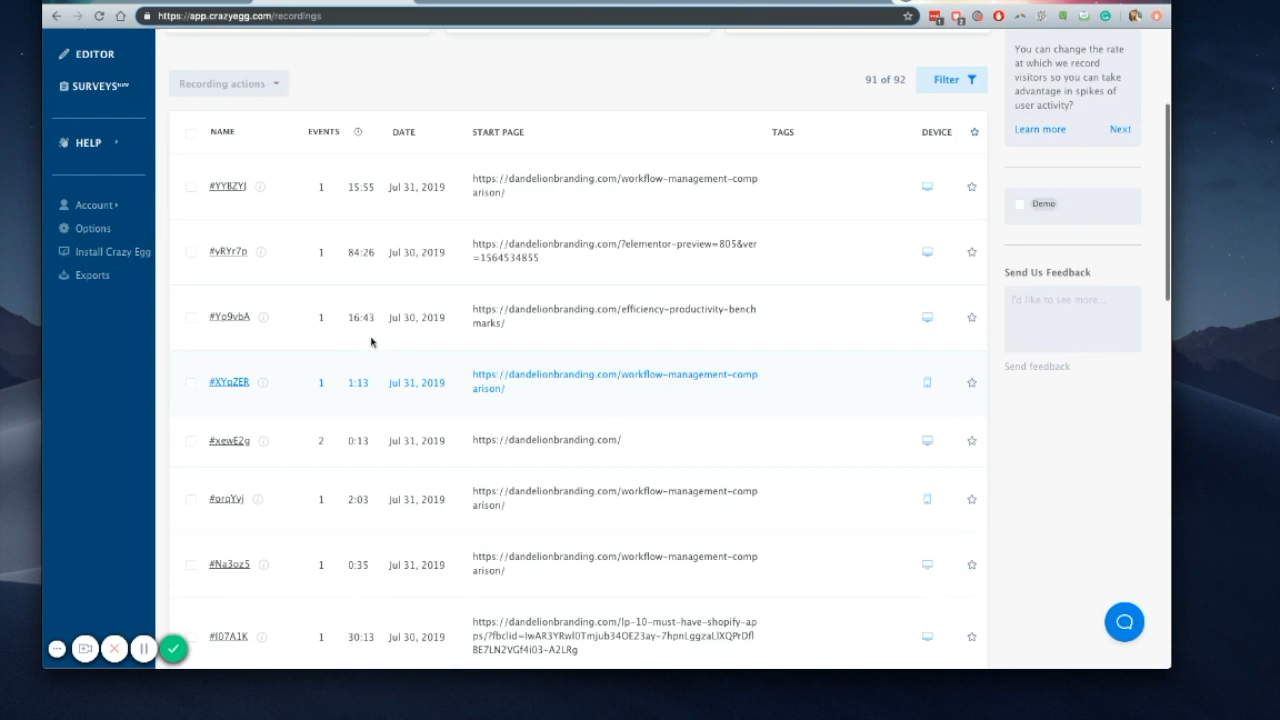 https://app.crazyegg.com/recordings
EDITOR
SURVEYS NEW
HELP
Account
Options
Install Crazy Egg
Exports
Recording actions
91 of 92
Filter
NAME EVENTS DATE START PAGE TAGS DEVICE
#YYBZYJ 1 15:55 Jul 31, 2019 https://dandelionbranding.com/workflow-management-comp
arison/
#yRYr7p 1 84:26 Jul 30, 2019 https://dandelionbranding.com/?elementor-preview=805&ver
=1564534855
#Yp9vbA 1 16:43 Jul 30, 2019 https://dandelionbranding.com/efficiency-productivity-bench
marks/
#XYqZER 1 1:13 Jul 31, 2019 https://dandelionbranding.com/workflow-management-comp
arison/
#xewE2g 2 0:13 Jul 31, 2019 https://dandelionbranding.com/
#orqYvj 1 2:03 Jul 31, 2019 https://dandelionbranding.com/workflow-management-comp
arison/
#Na3oz5 1 0:35 Jul 31, 2019 https://dandelionbranding.com/workflow-management-comp
arison/
#l07A1K 1 30:13 Jul 30, 2019 https://dandelionbranding.com/lp-10-must-have-shopify-ap
ps/?fbclid=IwAR3YRwl0Tmjub34OE23ay-7hpnLggzaLlXQPrDfl
BE7LN2VGf4i03-A2LRg
You can change the rate
at which we record
visitors so you can take
advantage in spikes of
user activity?
Learn more Next
Demo
Send Us Feedback
I'd like to see more...
Send feedback